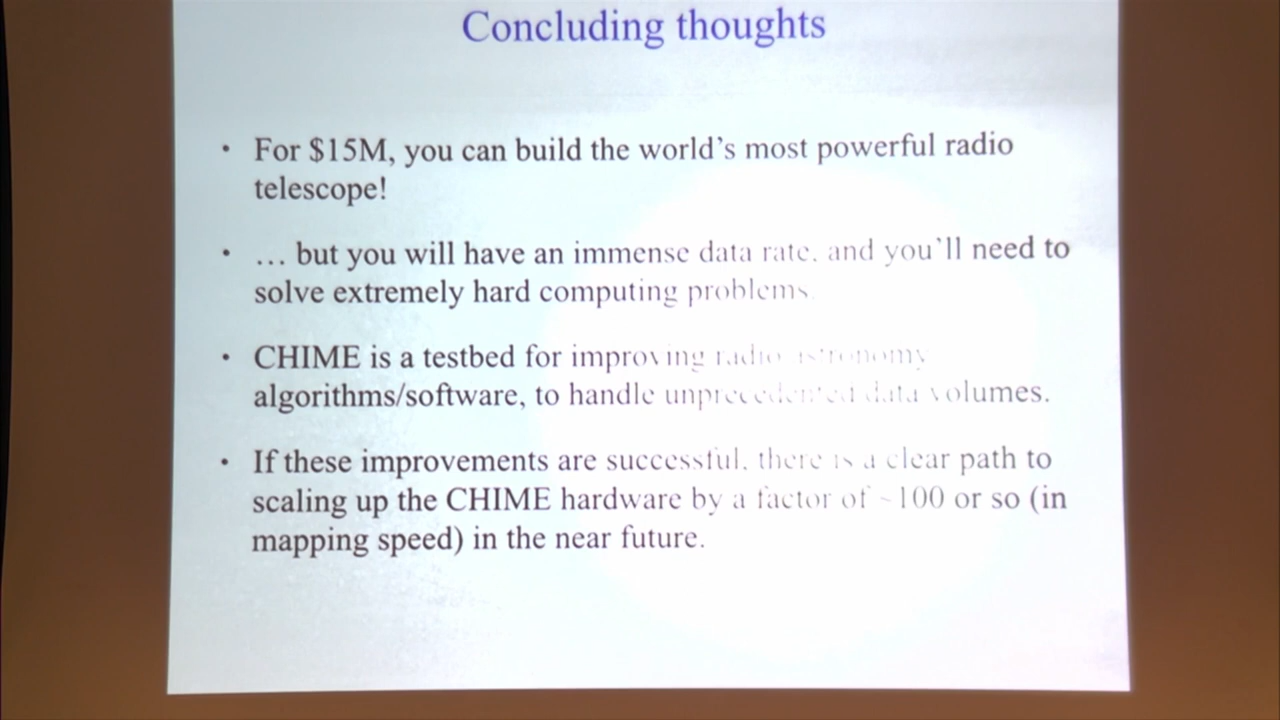 Concluding thoughts
• For $15M, you can build the world's most powerful radio
telescope!
• … but you will have an immense data rate, and you'll need to
solve extremely hard computing problems.
• CHIME is a testbed for improving radio astronomy
algorithms/software, to handle unprecedented data volumes.
• If these improvements are successful, there is a clear path to
scaling up the CHIME hardware by a factor of ~100 or so (in
mapping speed) in the near future.